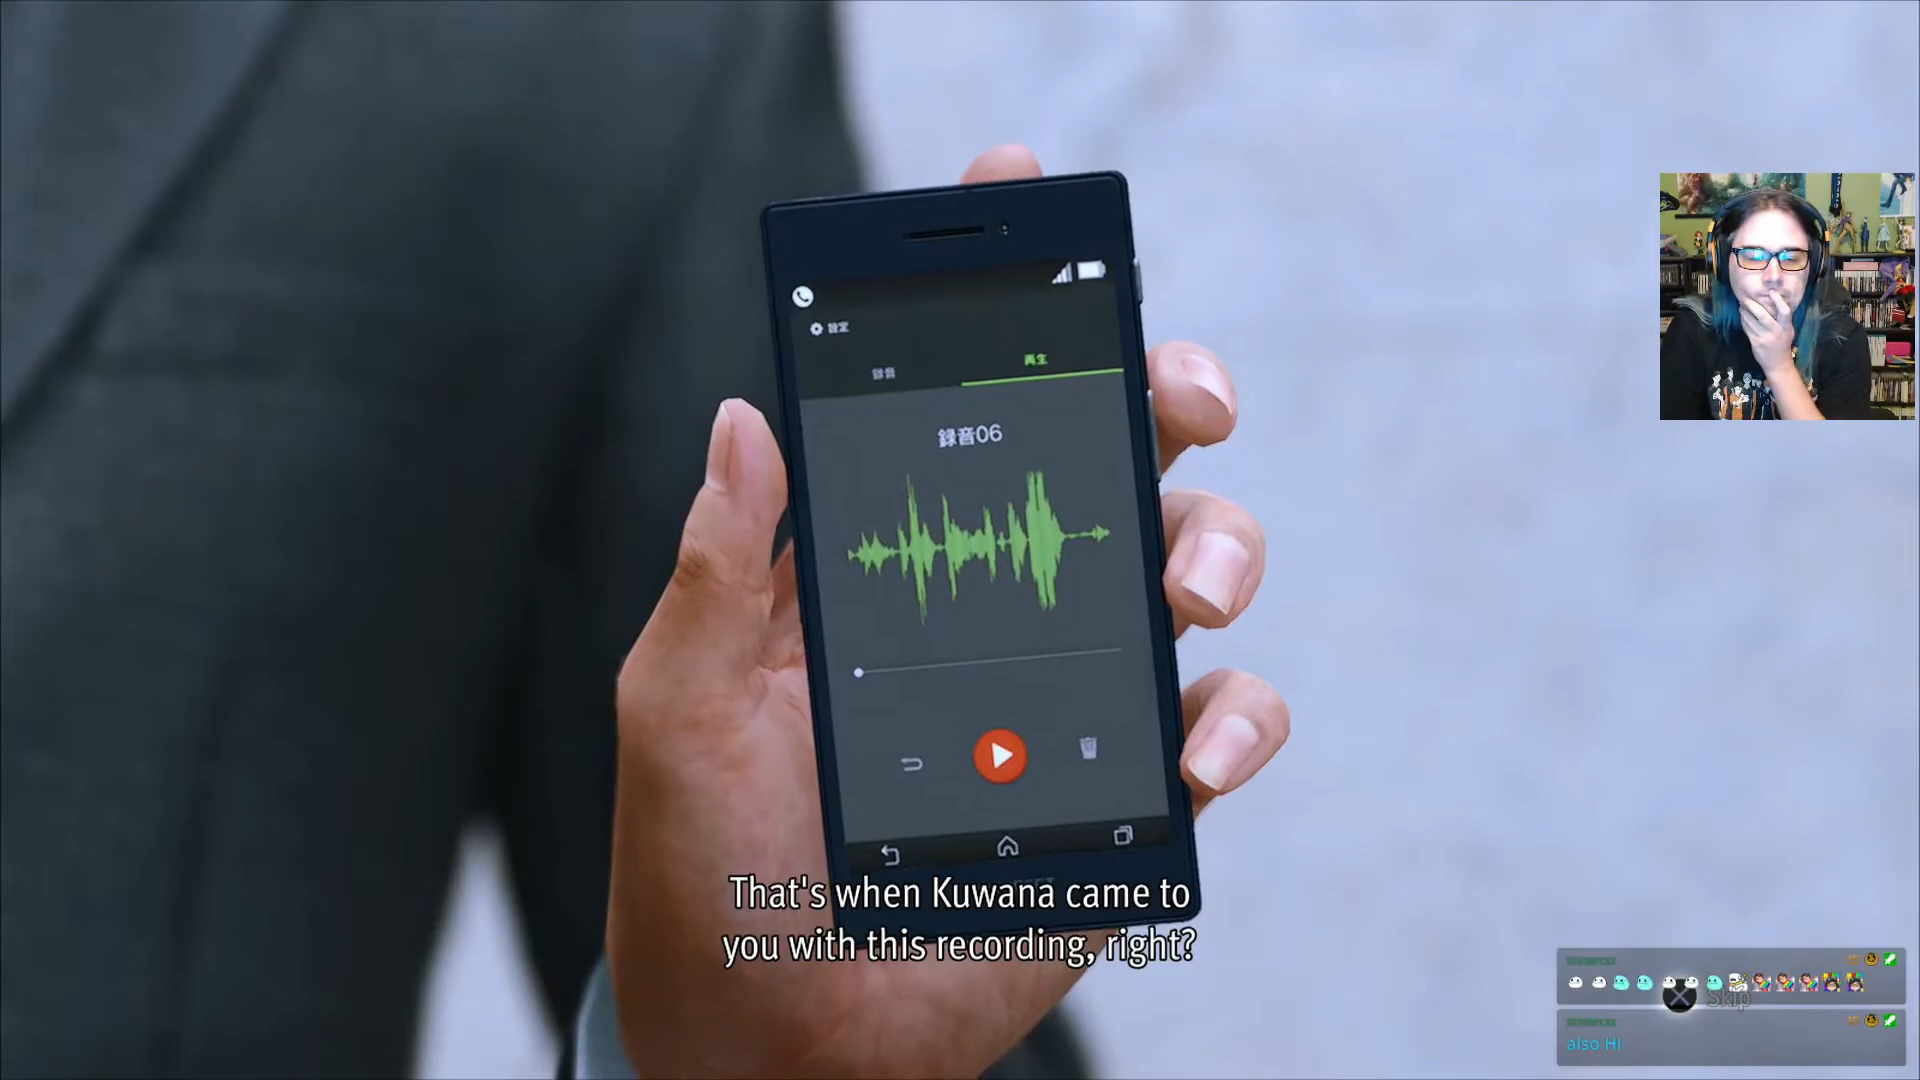 設定
録音
再生
録音06
That's when Kuwana came to
you with this recording, right?
Skip
also Hi